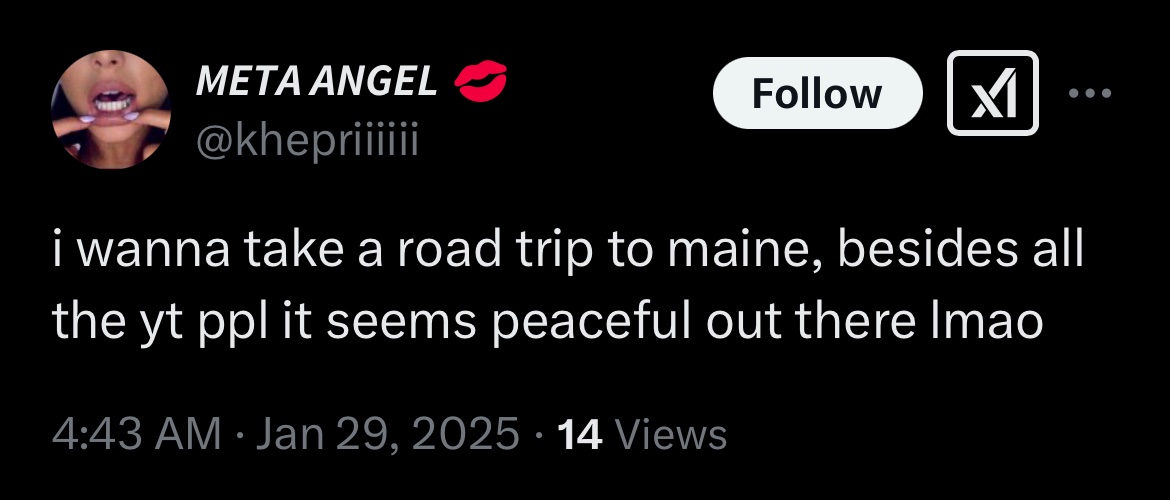 META ANGEL 💋
@khepriiiiii
Follow
i wanna take a road trip to maine, besides all
the yt ppl it seems peaceful out there lmao
4:43 AM · Jan 29, 2025 · 14 Views